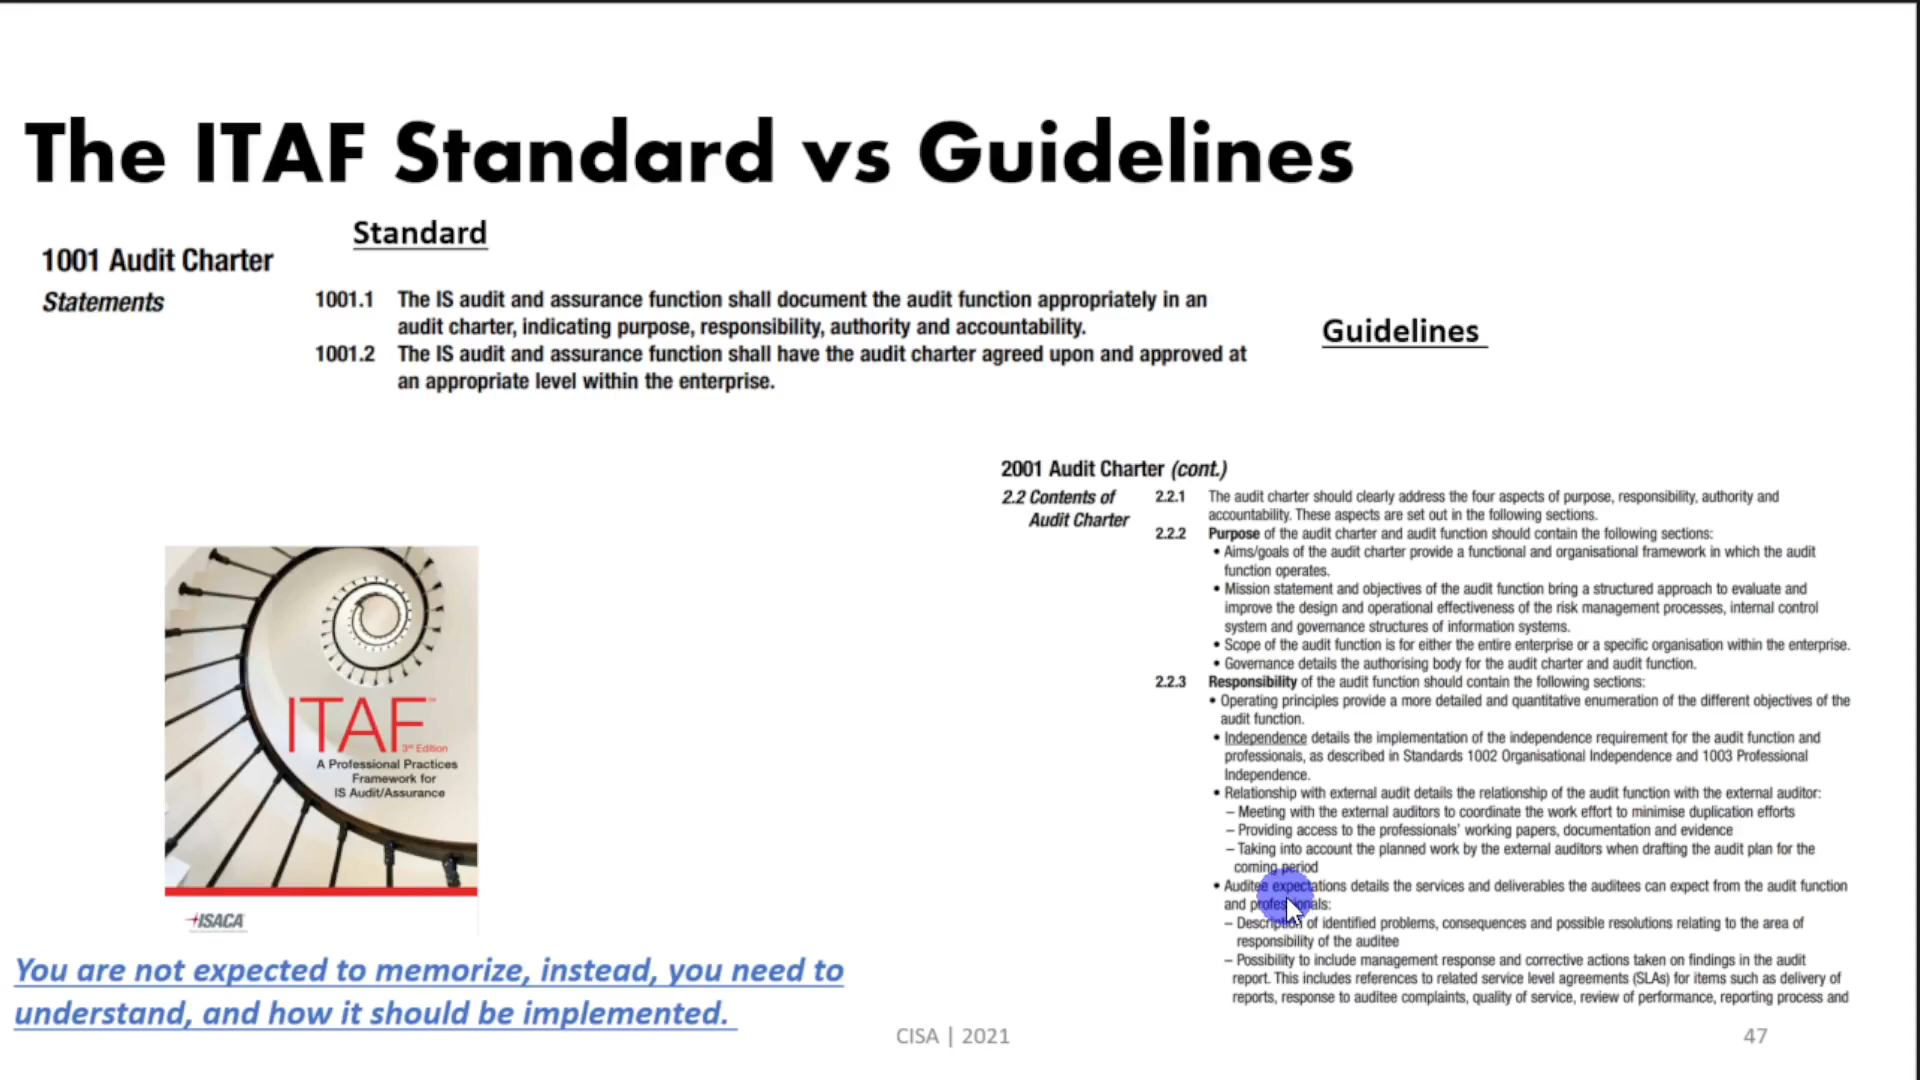 The ITAF Standard vs Guidelines
Standard
1001 Audit Charter
Statements
1001.1 The IS audit and assurance function shall document the audit function appropriately in an
audit charter, indicating purpose, responsibility, authority and accountability.
1001.2 The IS audit and assurance function shall have the audit charter agreed upon and approved at
an appropriate level within the enterprise.
Guidelines
2001 Audit Charter (cont.)
2.2 Contents of
Audit Charter
2.2.1 The audit charter should clearly address the four aspects of purpose, responsibility, authority and
accountability. These aspects are set out in the following sections.
2.2.2 Purpose of the audit charter and audit function should contain the following sections:
• Aims/goals of the audit charter provide a functional and organisational framework in which the audit
function operates.
• Mission statement and objectives of the audit function bring a structured approach to evaluate and
improve the design and operational effectiveness of the risk management processes, internal control
system and governance structures of information systems.
• Scope of the audit function is for either the entire enterprise or a specific organisation within the enterprise.
• Governance details the authorising body for the audit charter and audit function.
2.2.3 Responsibility of the audit function should contain the following sections:
• Operating principles provide a more detailed and quantitative enumeration of the different objectives of the
audit function.
• Independence details the implementation of the independence requirement for the audit function and
professionals, as described in Standards 1002 Organisational Independence and 1003 Professional
Independence.
• Relationship with external audit details the relationship of the audit function with the external auditor:
– Meeting with the external auditors to coordinate the work effort to minimise duplication efforts
– Providing access to the professionals’ working papers, documentation and evidence
– Taking into account the planned work by the external auditors when drafting the audit plan for the
coming period
• Auditee expectations details the services and deliverables the auditees can expect from the audit function
and professionals:
– Description of identified problems, consequences and possible resolutions relating to the area of
responsibility of the auditee
– Possibility to include management response and corrective actions taken on findings in the audit
report. This includes references to related service level agreements (SLAs) for items such as delivery of
reports, response to auditee complaints, quality of service, review of performance, reporting process and
ITAF™
3rd Edition
A Professional Practices
Framework for
IS Audit/Assurance
ISACA
You are not expected to memorize, instead, you need to
understand, and how it should be implemented.
CISA | 2021
47